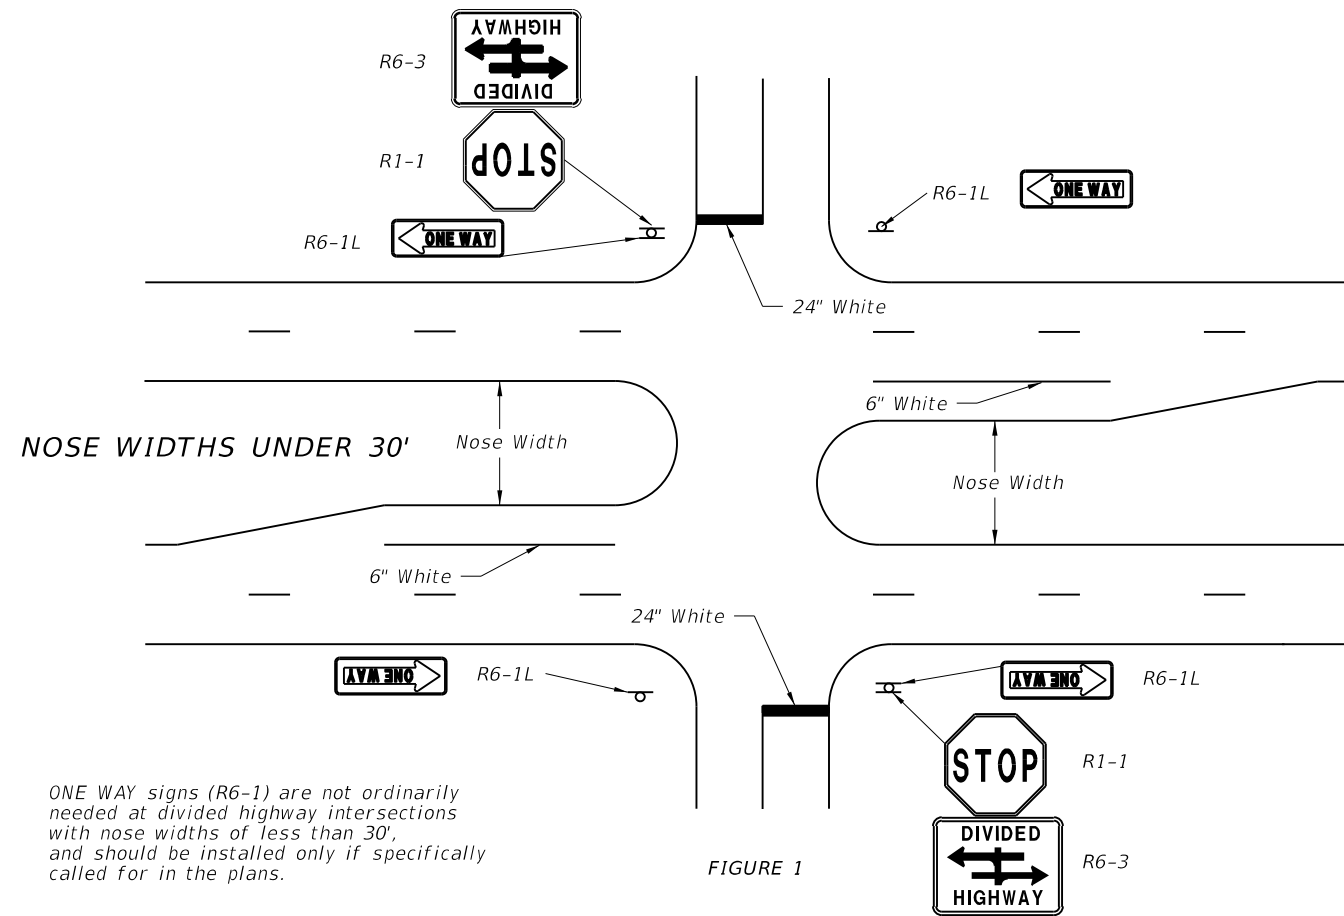 HIGHWAY
DIVIDED
R6-3
STOP
R1-1
ONE WAY
R6-1L
R6-1L
ONE WAY
24" White
6" White
NOSE WIDTHS UNDER 30'
Nose Width
Nose Width
6" White
24" White
ONE WAY
R6-1L
ONE WAY
R6-1L
STOP
R1-1
DIVIDED
HIGHWAY
R6-3
ONE WAY signs (R6-1) are not ordinarily
needed at divided highway intersections
with nose widths of less than 30',
and should be installed only if specifically
called for in the plans.
FIGURE 1